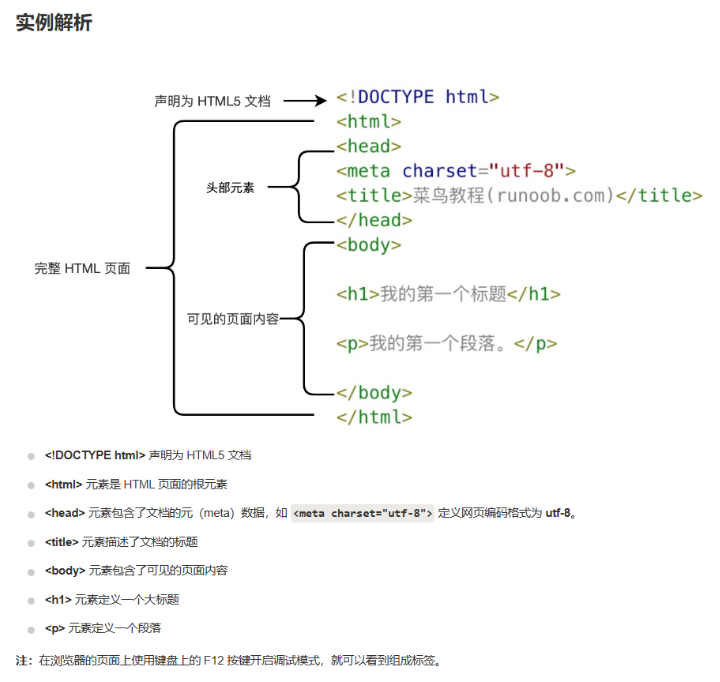 实例解析
声明为 HTML5 文档
<!DOCTYPE html>
<html>
<head>
头部元素
<meta charset="utf-8">
<title>菜鸟教程(runoob.com)</title>
</head>
<body>
完整 HTML 页面
<h1>我的第一个标题</h1>
可见的页面内容
<p>我的第一个段落。</p>
</body>
</html>
<!DOCTYPE html> 声明为 HTML5 文档
<html> 元素是 HTML 页面的根元素
<head> 元素包含了文档的元（meta）数据，如 <meta charset="utf-8"> 定义网页编码格式为 utf-8。
<title> 元素描述了文档的标题
<body> 元素包含了可见的页面内容
<h1> 元素定义一个大标题
<p> 元素定义一个段落
注：在浏览器的页面上使用键盘上的 F12 按键开启调试模式，就可以看到组成标签。